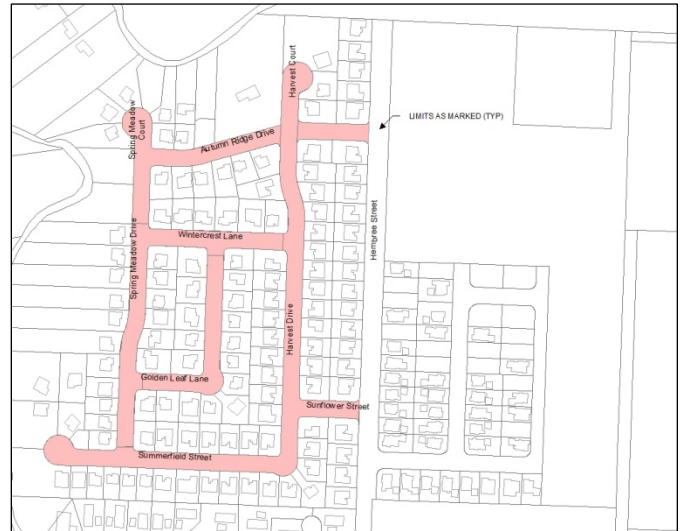 Harvest Court
LIMITS AS MARKED (TYP)
Spring Meadow
Court
Autumn Ridge Drive
Hembree Street
Wintercrest Lane
Spring Meadow Drive
Harvest Drive
Golden Leaf Lane
Sunflower Street
Summerfield Street